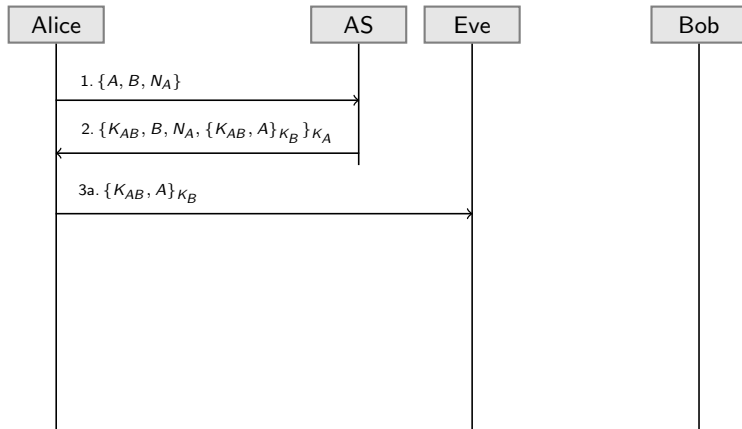 Alice AS Eve Bob
1. {A, B, N_A}
2. {K_AB, B, N_A, {K_AB, A}_K_B}_K_A
3a. {K_AB, A}_K_B